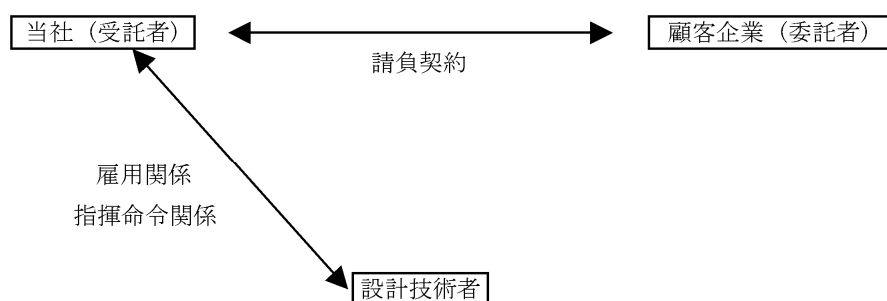 当社（受託者）
顧客企業（委託者）
請負契約
雇用関係
指揮命令関係
設計技術者